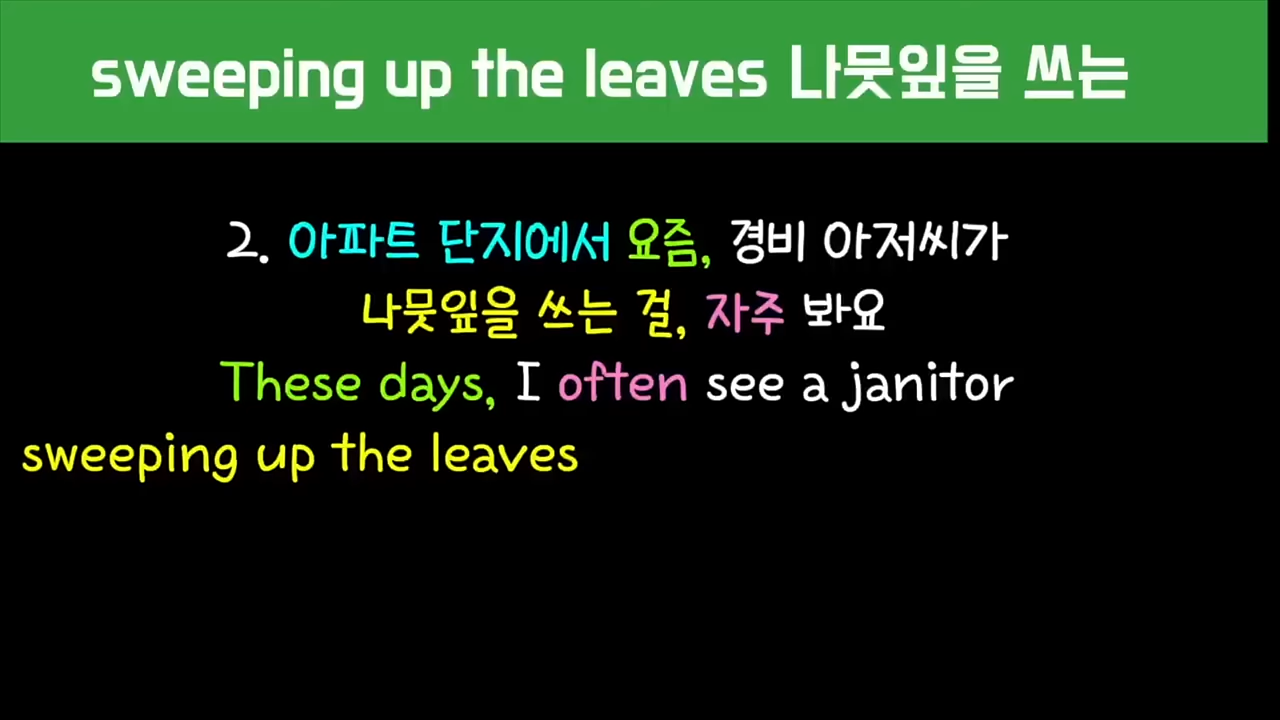 sweeping up the leaves 나뭇잎을 쓰는
2. 아파트 단지에서 요즘, 경비 아저씨가
나뭇잎을 쓰는 걸, 자주 봐요
These days, I often see a janitor
sweeping up the leaves